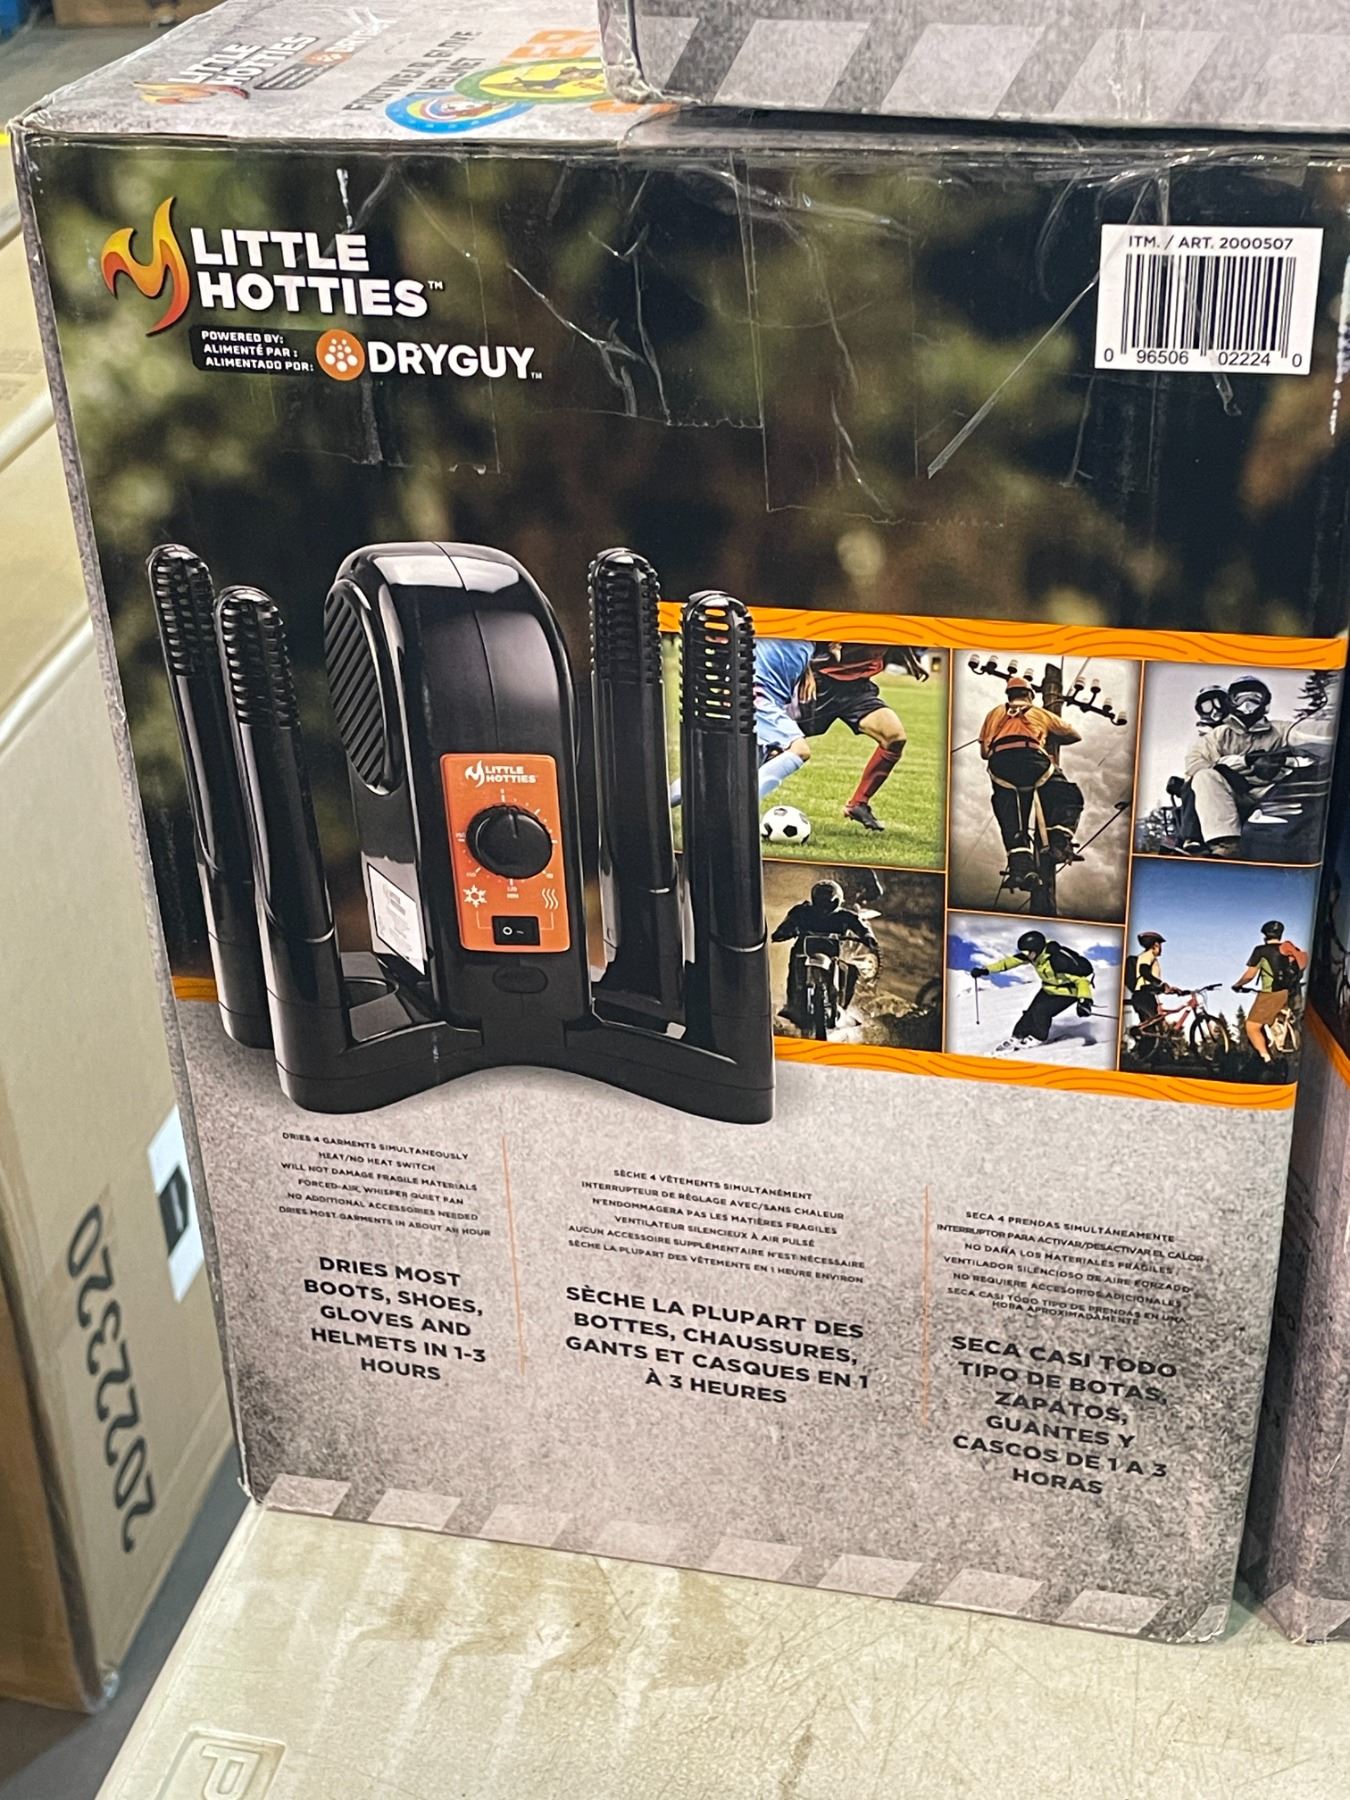 LITTLE
HOTTIES
DRYGUY
FOOTWEAR, GLOVE
HELMET
LITTLE
HOTTIES™
POWERED BY:
ALIMENTÉ PAR :
ALIMENTADO POR:
DRYGUY™
ITM. / ART. 2000507
0 96506 02224 0
LITTLE
HOTTIES
DRIES 4 GARMENTS SIMULTANEOUSLY
HEAT/NO HEAT SWITCH
WILL NOT DAMAGE FRAGILE MATERIALS
FORCED-AIR, WHISPER QUIET FAN
NO ADDITIONAL ACCESSORIES NEEDED
DRIES MOST GARMENTS IN ABOUT AN HOUR
DRIES MOST
BOOTS, SHOES,
GLOVES AND
HELMETS IN 1-3
HOURS
SÈCHE 4 VÊTEMENTS SIMULTANÉMENT
INTERRUPTEUR DE RÉGLAGE AVEC/SANS CHALEUR
N'ENDOMMAGERA PAS LES MATIÈRES FRAGILES
VENTILATEUR SILENCIEUX À AIR PULSÉ
AUCUN ACCESSOIRE SUPPLÉMENTAIRE N'EST NÉCESSAIRE
SÈCHE LA PLUPART DES VÊTEMENTS EN 1 HEURE ENVIRON
SÈCHE LA PLUPART DES
BOTTES, CHAUSSURES,
GANTS ET CASQUES EN 1
À 3 HEURES
SECA 4 PRENDAS SIMULTÁNEAMENTE
INTERRUPTOR PARA ACTIVAR/DESACTIVAR EL CALOR
NO DAÑA LOS MATERIALES FRÁGILES
VENTILADOR SILENCIOSO DE AIRE FORZADO
NO REQUIERE ACCESORIOS ADICIONALES
SECA CASI TODO TIPO DE PRENDAS EN UNA
HORA APROXIMADAMENTE
SECA CASI TODO
TIPO DE BOTAS,
ZAPATOS,
GUANTES Y
CASCOS DE 1 A 3
HORAS
2022320